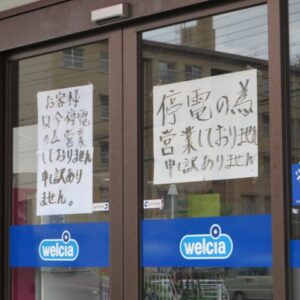 お客様
只今停電
の為営業
しておりません
申し訳あり
ません。
停電の為
営業しておりません
申し訳ありません
welcia
welcia